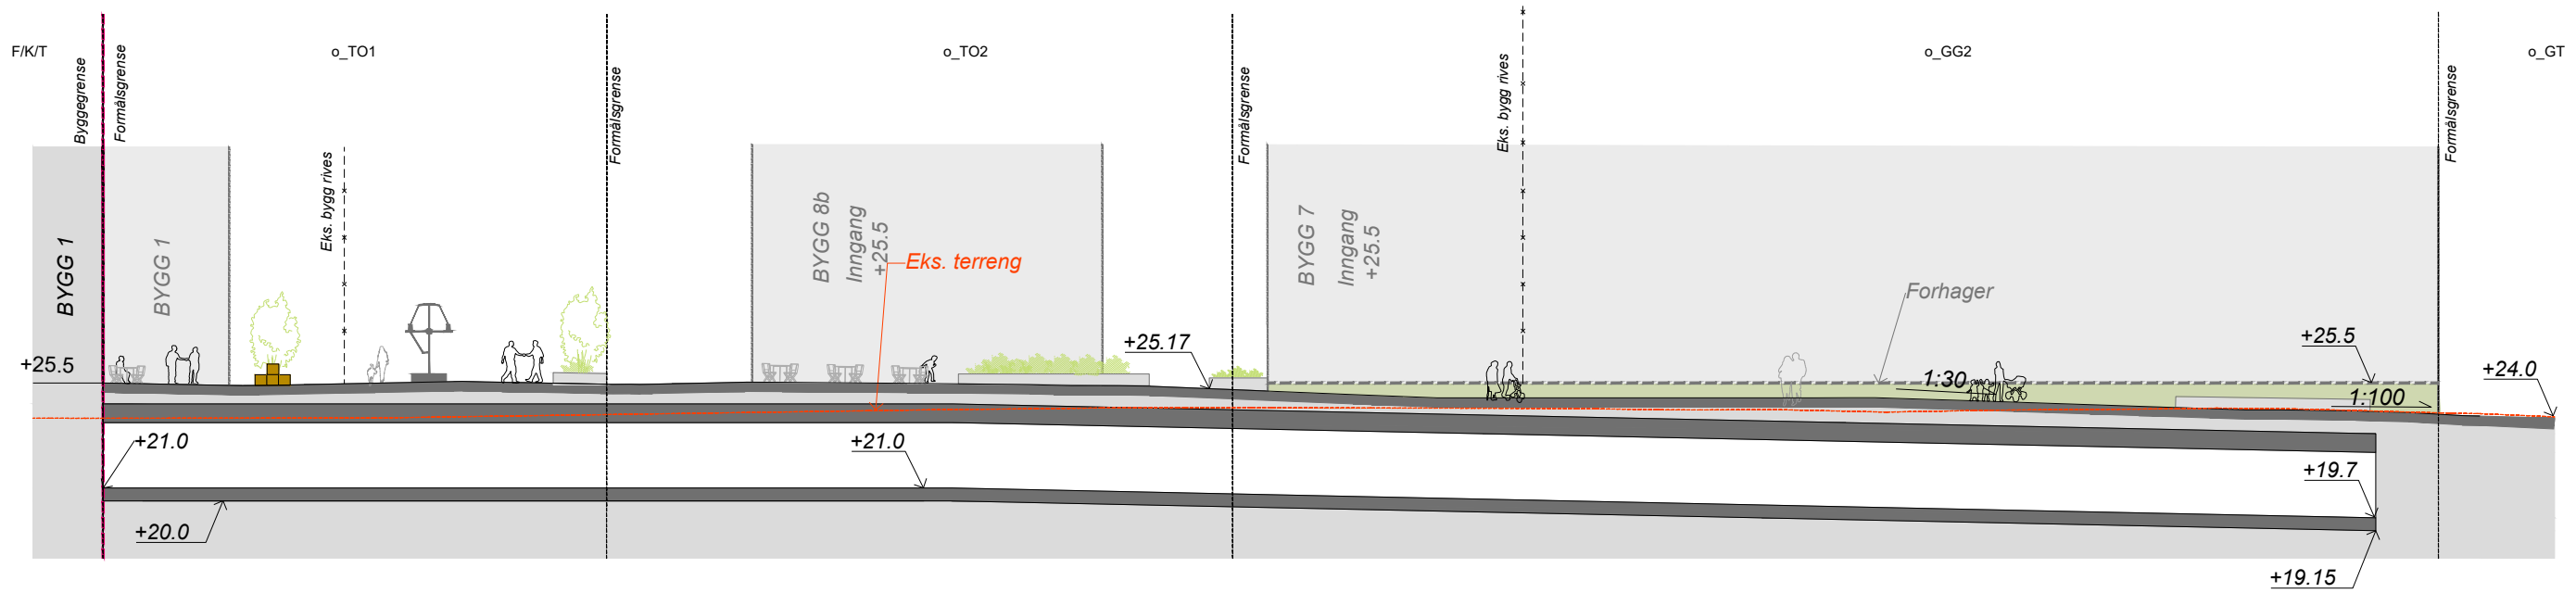 F/K/T
o_TO1
o_TO2
o_GG2
o_GT
Byggegrense
Formålsgrense
Formålsgrense
Formålsgrense
Formålsgrense
Eks. bygg rives
Eks. bygg rives
BYGG 1
BYGG 1
BYGG 8b
Inngang
+25.5
BYGG 7
Inngang
+25.5
Eks. terreng
Forhager
+25.17
+25.5
+25.5
+24.0
1:30
1:100
+21.0
+21.0
+19.7
+20.0
+19.15